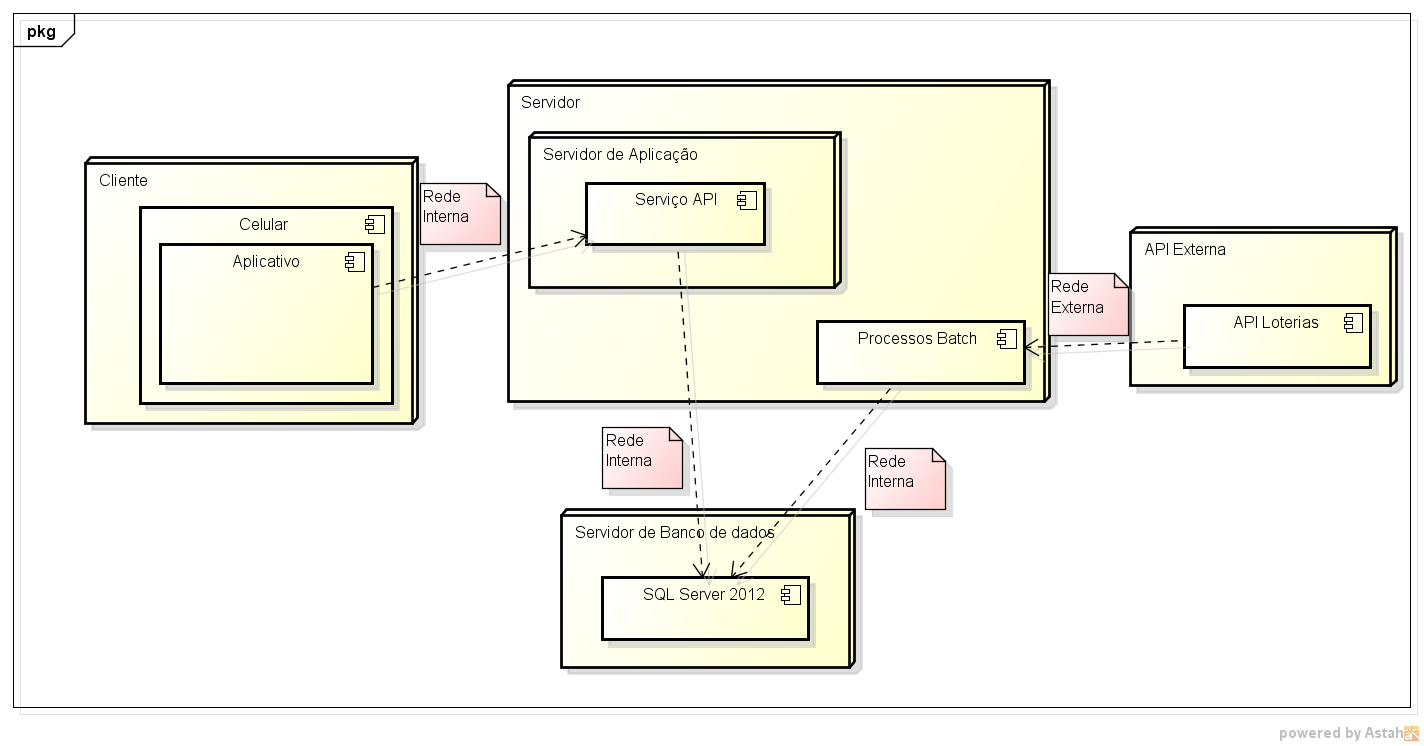 pkg
Servidor
Servidor de Aplicação
Serviço API
Cliente
Celular
Aplicativo
Rede
Interna
API Externa
API Loterias
Rede
Externa
Processos Batch
Rede
Interna
Rede
Interna
Servidor de Banco de dados
SQL Server 2012
powered by Astah